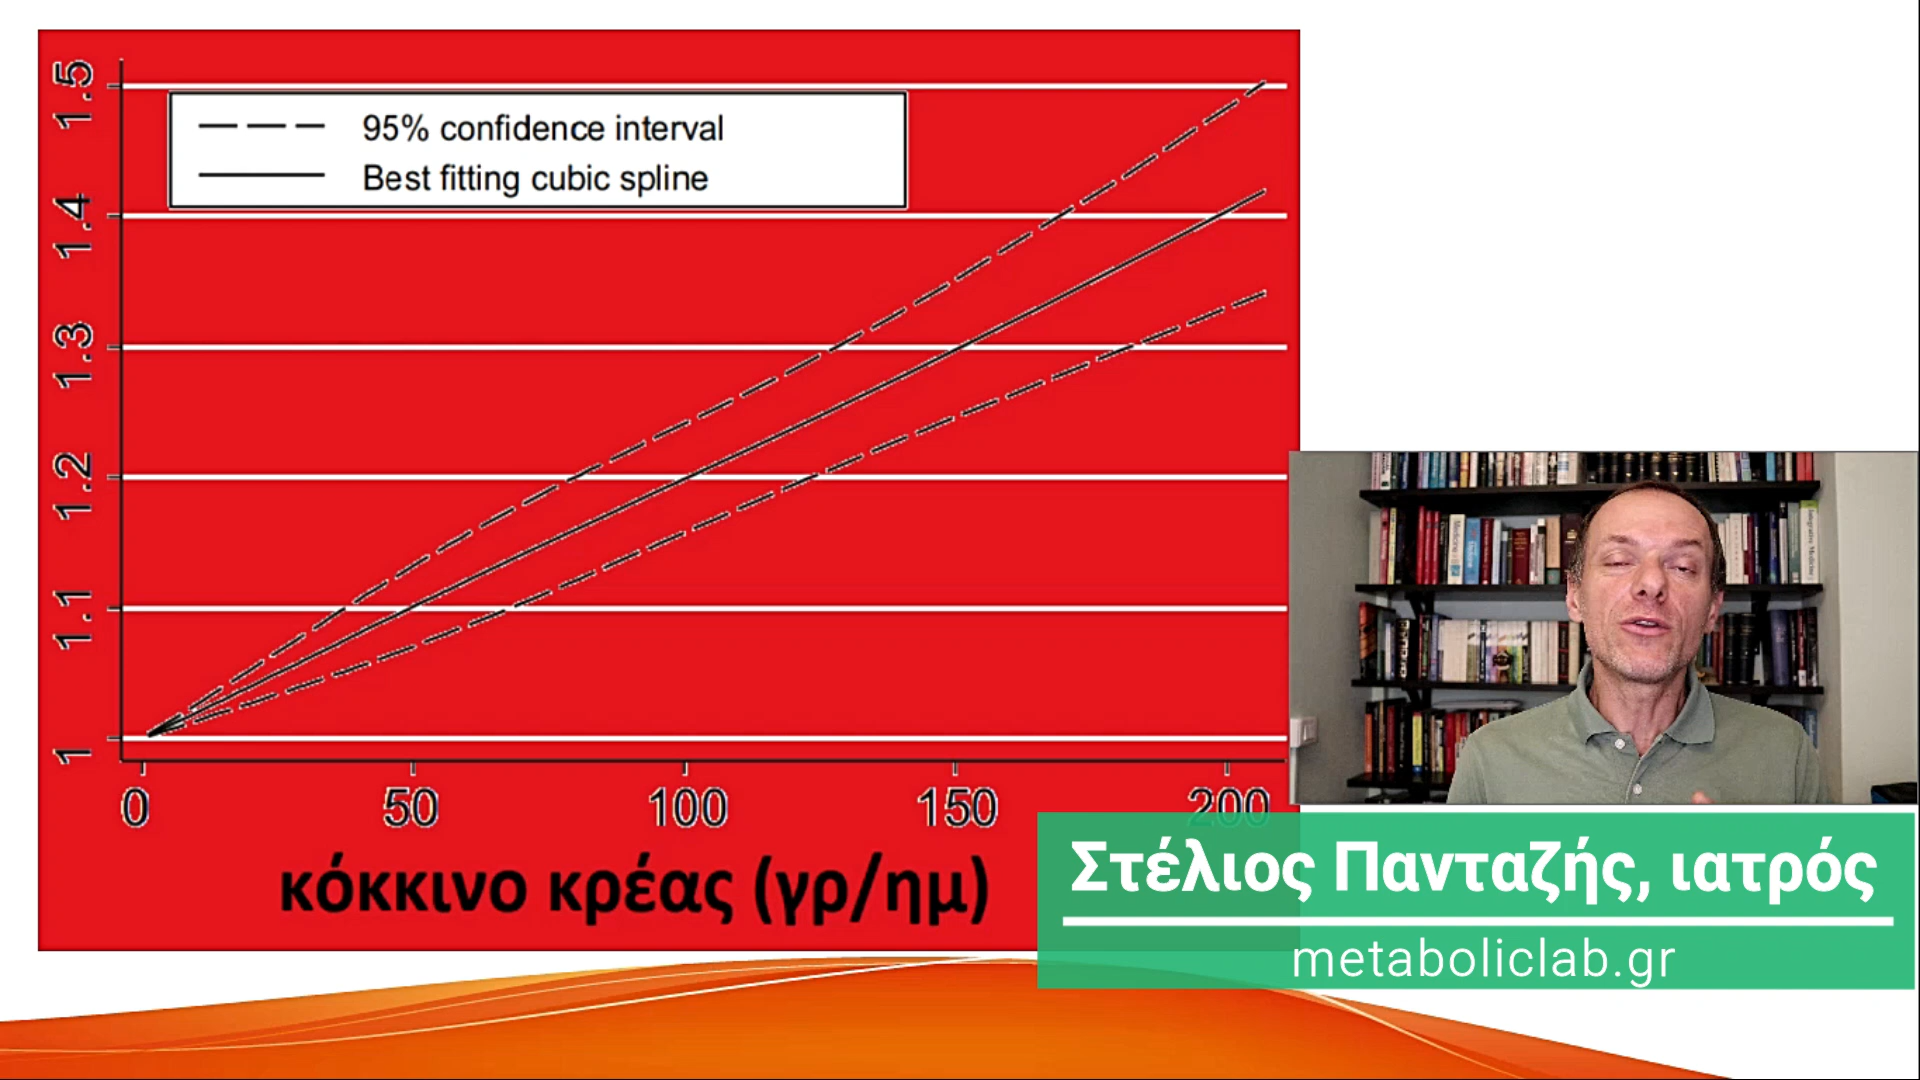 1.5
1.4
1.3
1.2
1.1
1
95% confidence interval
Best fitting cubic spline
0 50 100 150 200
κόκκινο κρέας (γρ/ημ)
Στέλιος Πανταζής, ιατρός
metaboliclab.gr